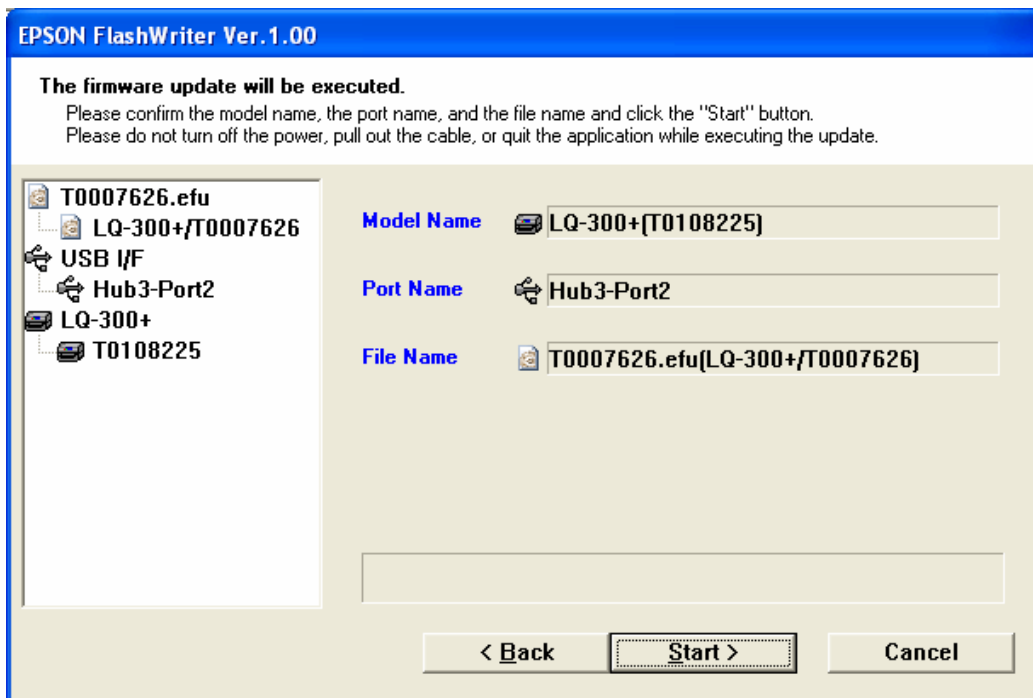 EPSON FlashWriter Ver.1.00
The firmware update will be executed.
Please confirm the model name, the port name, and the file name and click the "Start" button.
Please do not turn off the power, pull out the cable, or quit the application while executing the update.
T0007626.efu
LQ-300+/T0007626
USB I/F
Hub3-Port2
LQ-300+
T0108225
Model Name LQ-300+(T0108225)
Port Name Hub3-Port2
File Name T0007626.efu(LQ-300+/T0007626)
< Back Start > Cancel